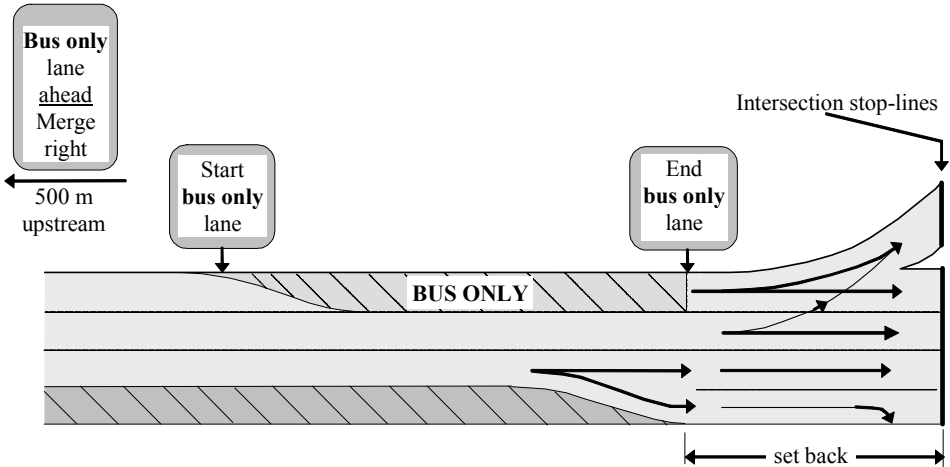 Bus only
lane
ahead
Merge
right
500 m
upstream
Start
bus only
lane
End
bus only
lane
Intersection stop-lines
BUS ONLY
set back